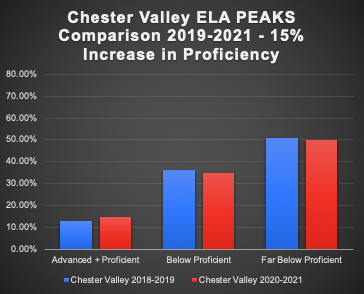 Chester Valley ELA PEAKS
Comparison 2019-2021 - 15%
Increase in Proficiency
80.00%
70.00%
60.00%
50.00%
40.00%
30.00%
20.00%
10.00%
0.00%
Advanced + Proficient Below Proficient Far Below Proficient
Chester Valley 2018-2019 Chester Valley 2020-2021